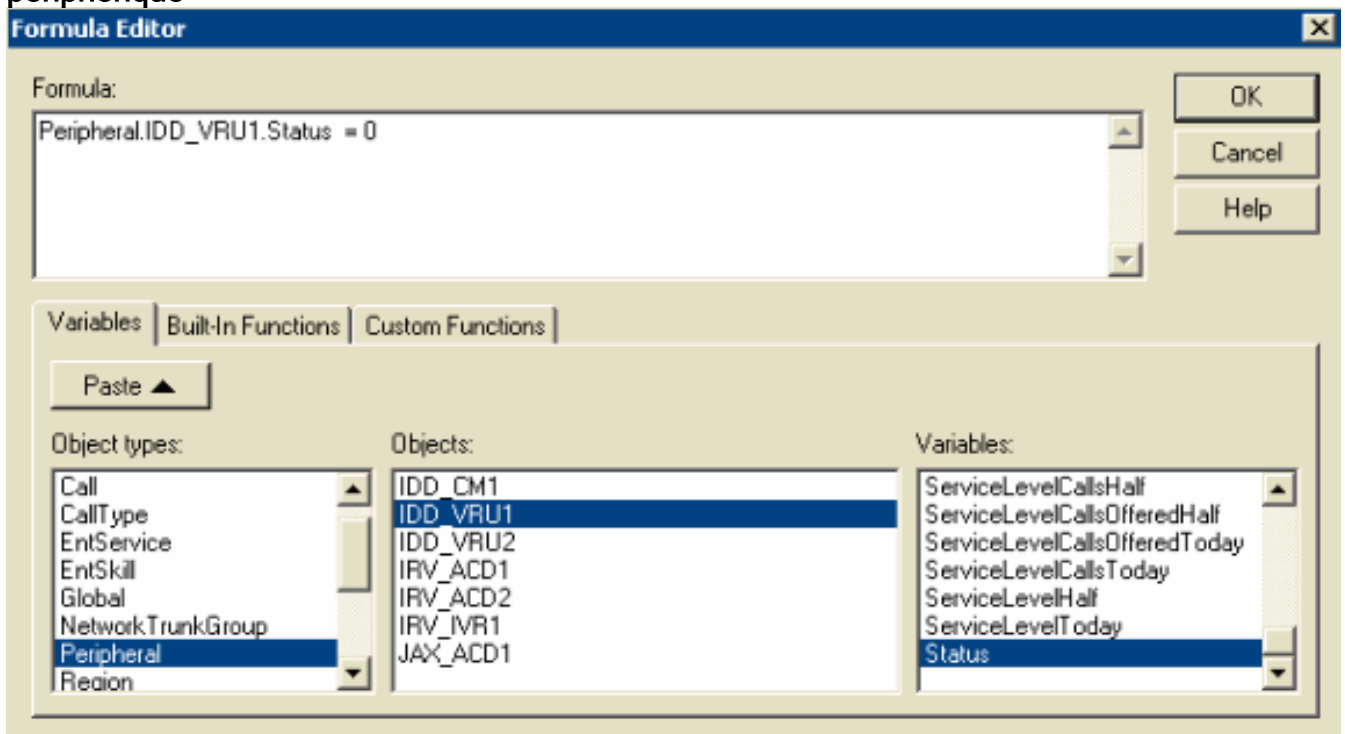 périphérique
Formula Editor
Formula:
OK
Peripheral.IDD_VRU1.Status = 0
Cancel
Help
Variables Built-In Functions Custom Functions
Paste
Object types: Objects: Variables:
Call IDD_CM1 ServiceLevelCallsHalf
CallType IDD_VRU1 ServiceLevelCallsOfferedHalf
EntService IDD_VRU2 ServiceLevelCallsOfferedToday
EntSkill IRV_ACD1 ServiceLevelCallsToday
Global IRV_ACD2 ServiceLevelHalf
NetworkTrunkGroup IRV_IVR1 ServiceLevelToday
Peripheral JAX_ACD1 Status
Region